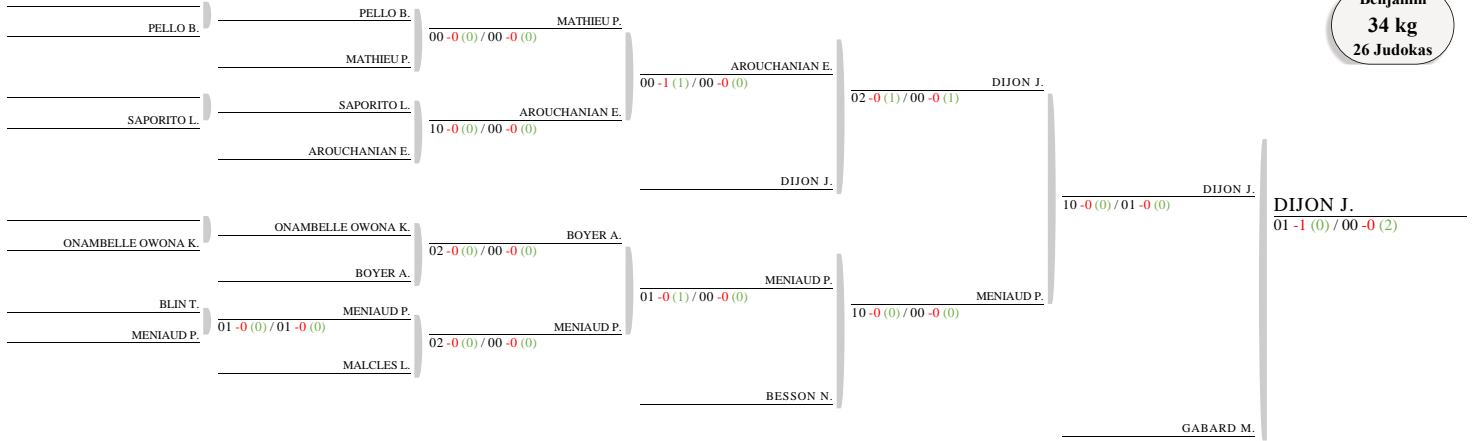 PELLO B.
SAPORITO L.
ONAMBELLE OWONA K.
BLIN T.
MENIAUD P.
PELLO B.
MATHIEU P.
SAPORITO L.
AROUCHANIAN E.
ONAMBELLE OWONA K.
BOYER A.
MENIAUD P.
01 -0 (0) / 01 -0 (0)
MALCLES L.
MATHIEU P.
00 -0 (0) / 00 -0 (0)
AROUCHANIAN E.
10 -0 (0) / 00 -0 (0)
BOYER A.
02 -0 (0) / 00 -0 (0)
MENIAUD P.
02 -0 (0) / 00 -0 (0)
AROUCHANIAN E.
00 -1 (1) / 00 -0 (0)
DIJON J.
MENIAUD P.
01 -0 (1) / 00 -0 (0)
BESSON N.
DIJON J.
02 -0 (1) / 00 -0 (1)
MENIAUD P.
10 -0 (0) / 00 -0 (0)
DIJON J.
10 -0 (0) / 01 -0 (0)
GABARD M.
DIJON J.
01 -1 (0) / 00 -0 (2)
Benjamin
34 kg
26 Judokas